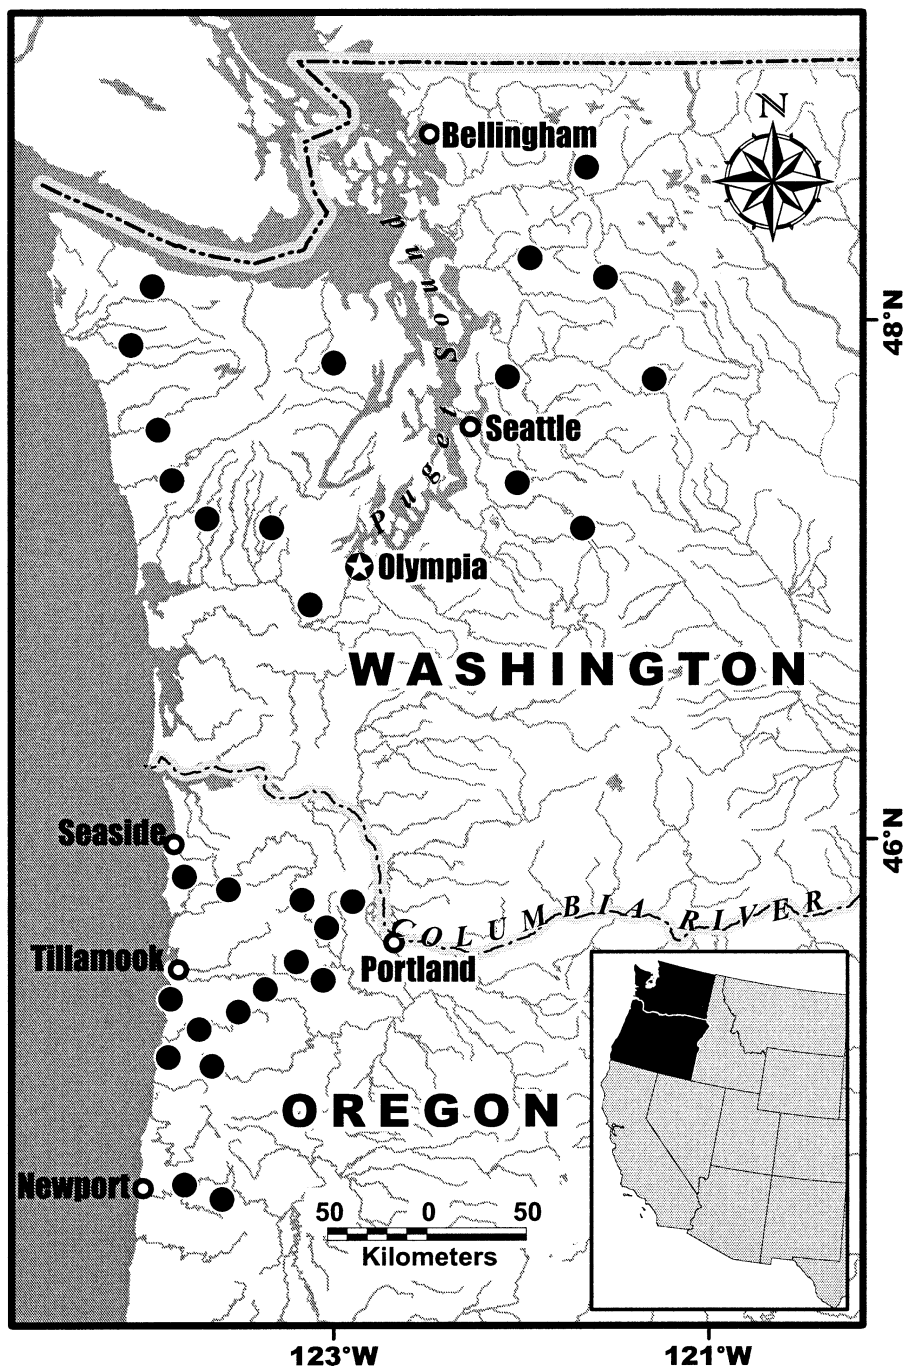 N
Bellingham
Puget Sound
48°N
Seattle
Olympia
WASHINGTON
Seaside
46°N
COLUMBIA RIVER
Tillamook
Portland
OREGON
Newport
50 0 50
Kilometers
123°W 121°W